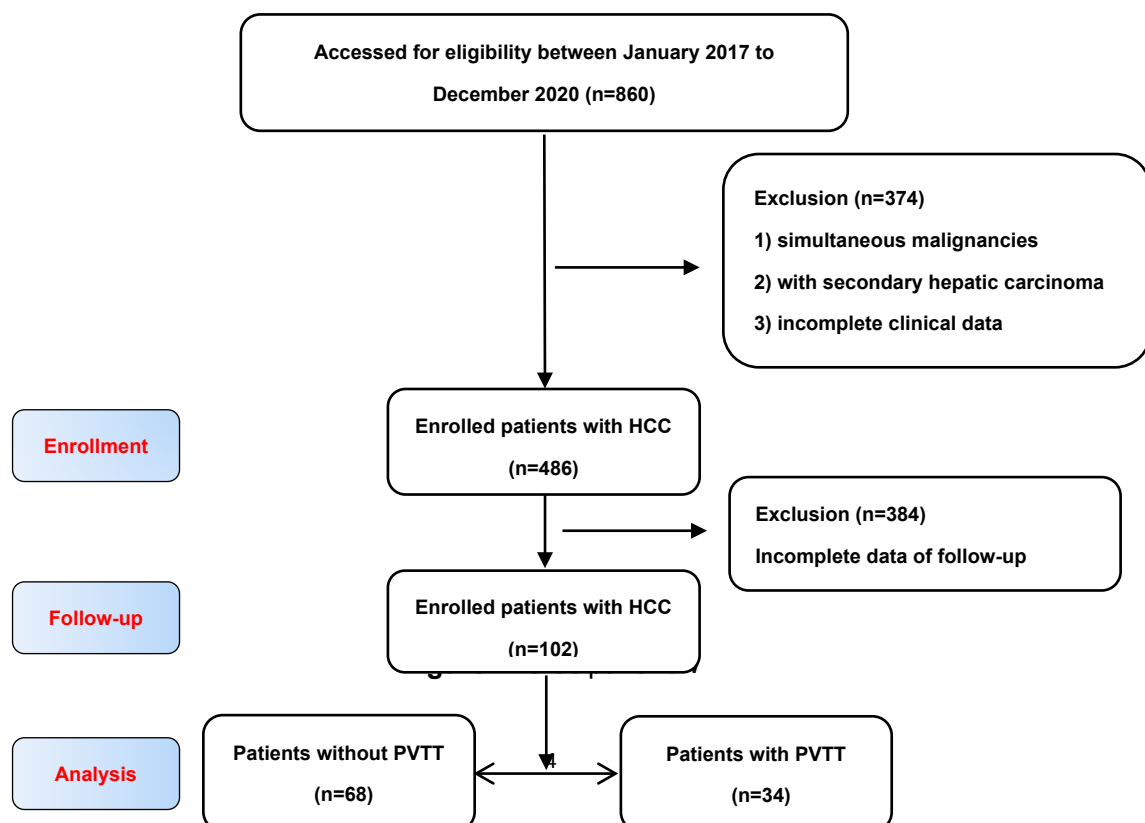 Accessed for eligibility between January 2017 to
December 2020 (n=860)
Exclusion (n=374)
1) simultaneous malignancies
2) with secondary hepatic carcinoma
3) incomplete clinical data
Enrollment
Enrolled patients with HCC
(n=486)
Exclusion (n=384)
Incomplete data of follow-up
Follow-up
Enrolled patients with HCC
(n=102)
Analysis
Patients without PVTT
(n=68)
4
Patients with PVTT
(n=34)